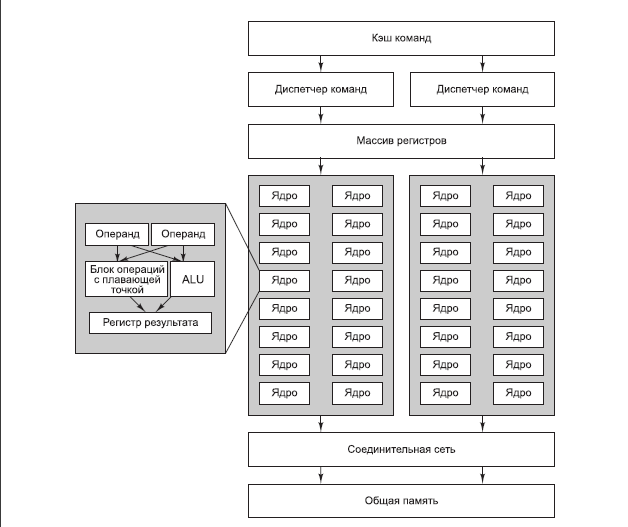 Кэш команд
Диспетчер команд
Диспетчер команд
Массив регистров
Ядро Ядро Ядро Ядро
Ядро Ядро Ядро Ядро
Ядро Ядро Ядро Ядро
Ядро Ядро Ядро Ядро
Ядро Ядро Ядро Ядро
Ядро Ядро Ядро Ядро
Ядро Ядро Ядро Ядро
Ядро Ядро Ядро Ядро
Операнд Операнд
Блок операций
с плавающей
точкой
ALU
Регистр результата
Соединительная сеть
Общая память